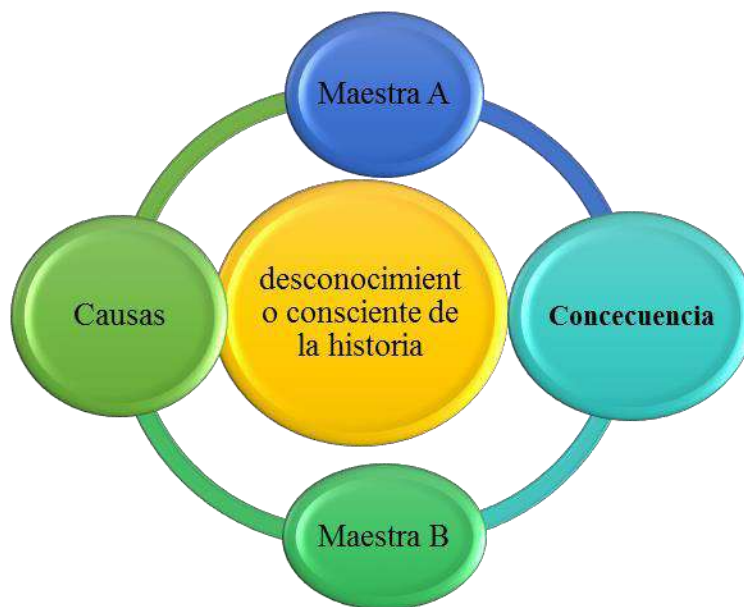 Maestra A
desconocimient
o consciente de
la historia
Causas
Concecuencia
Maestra B